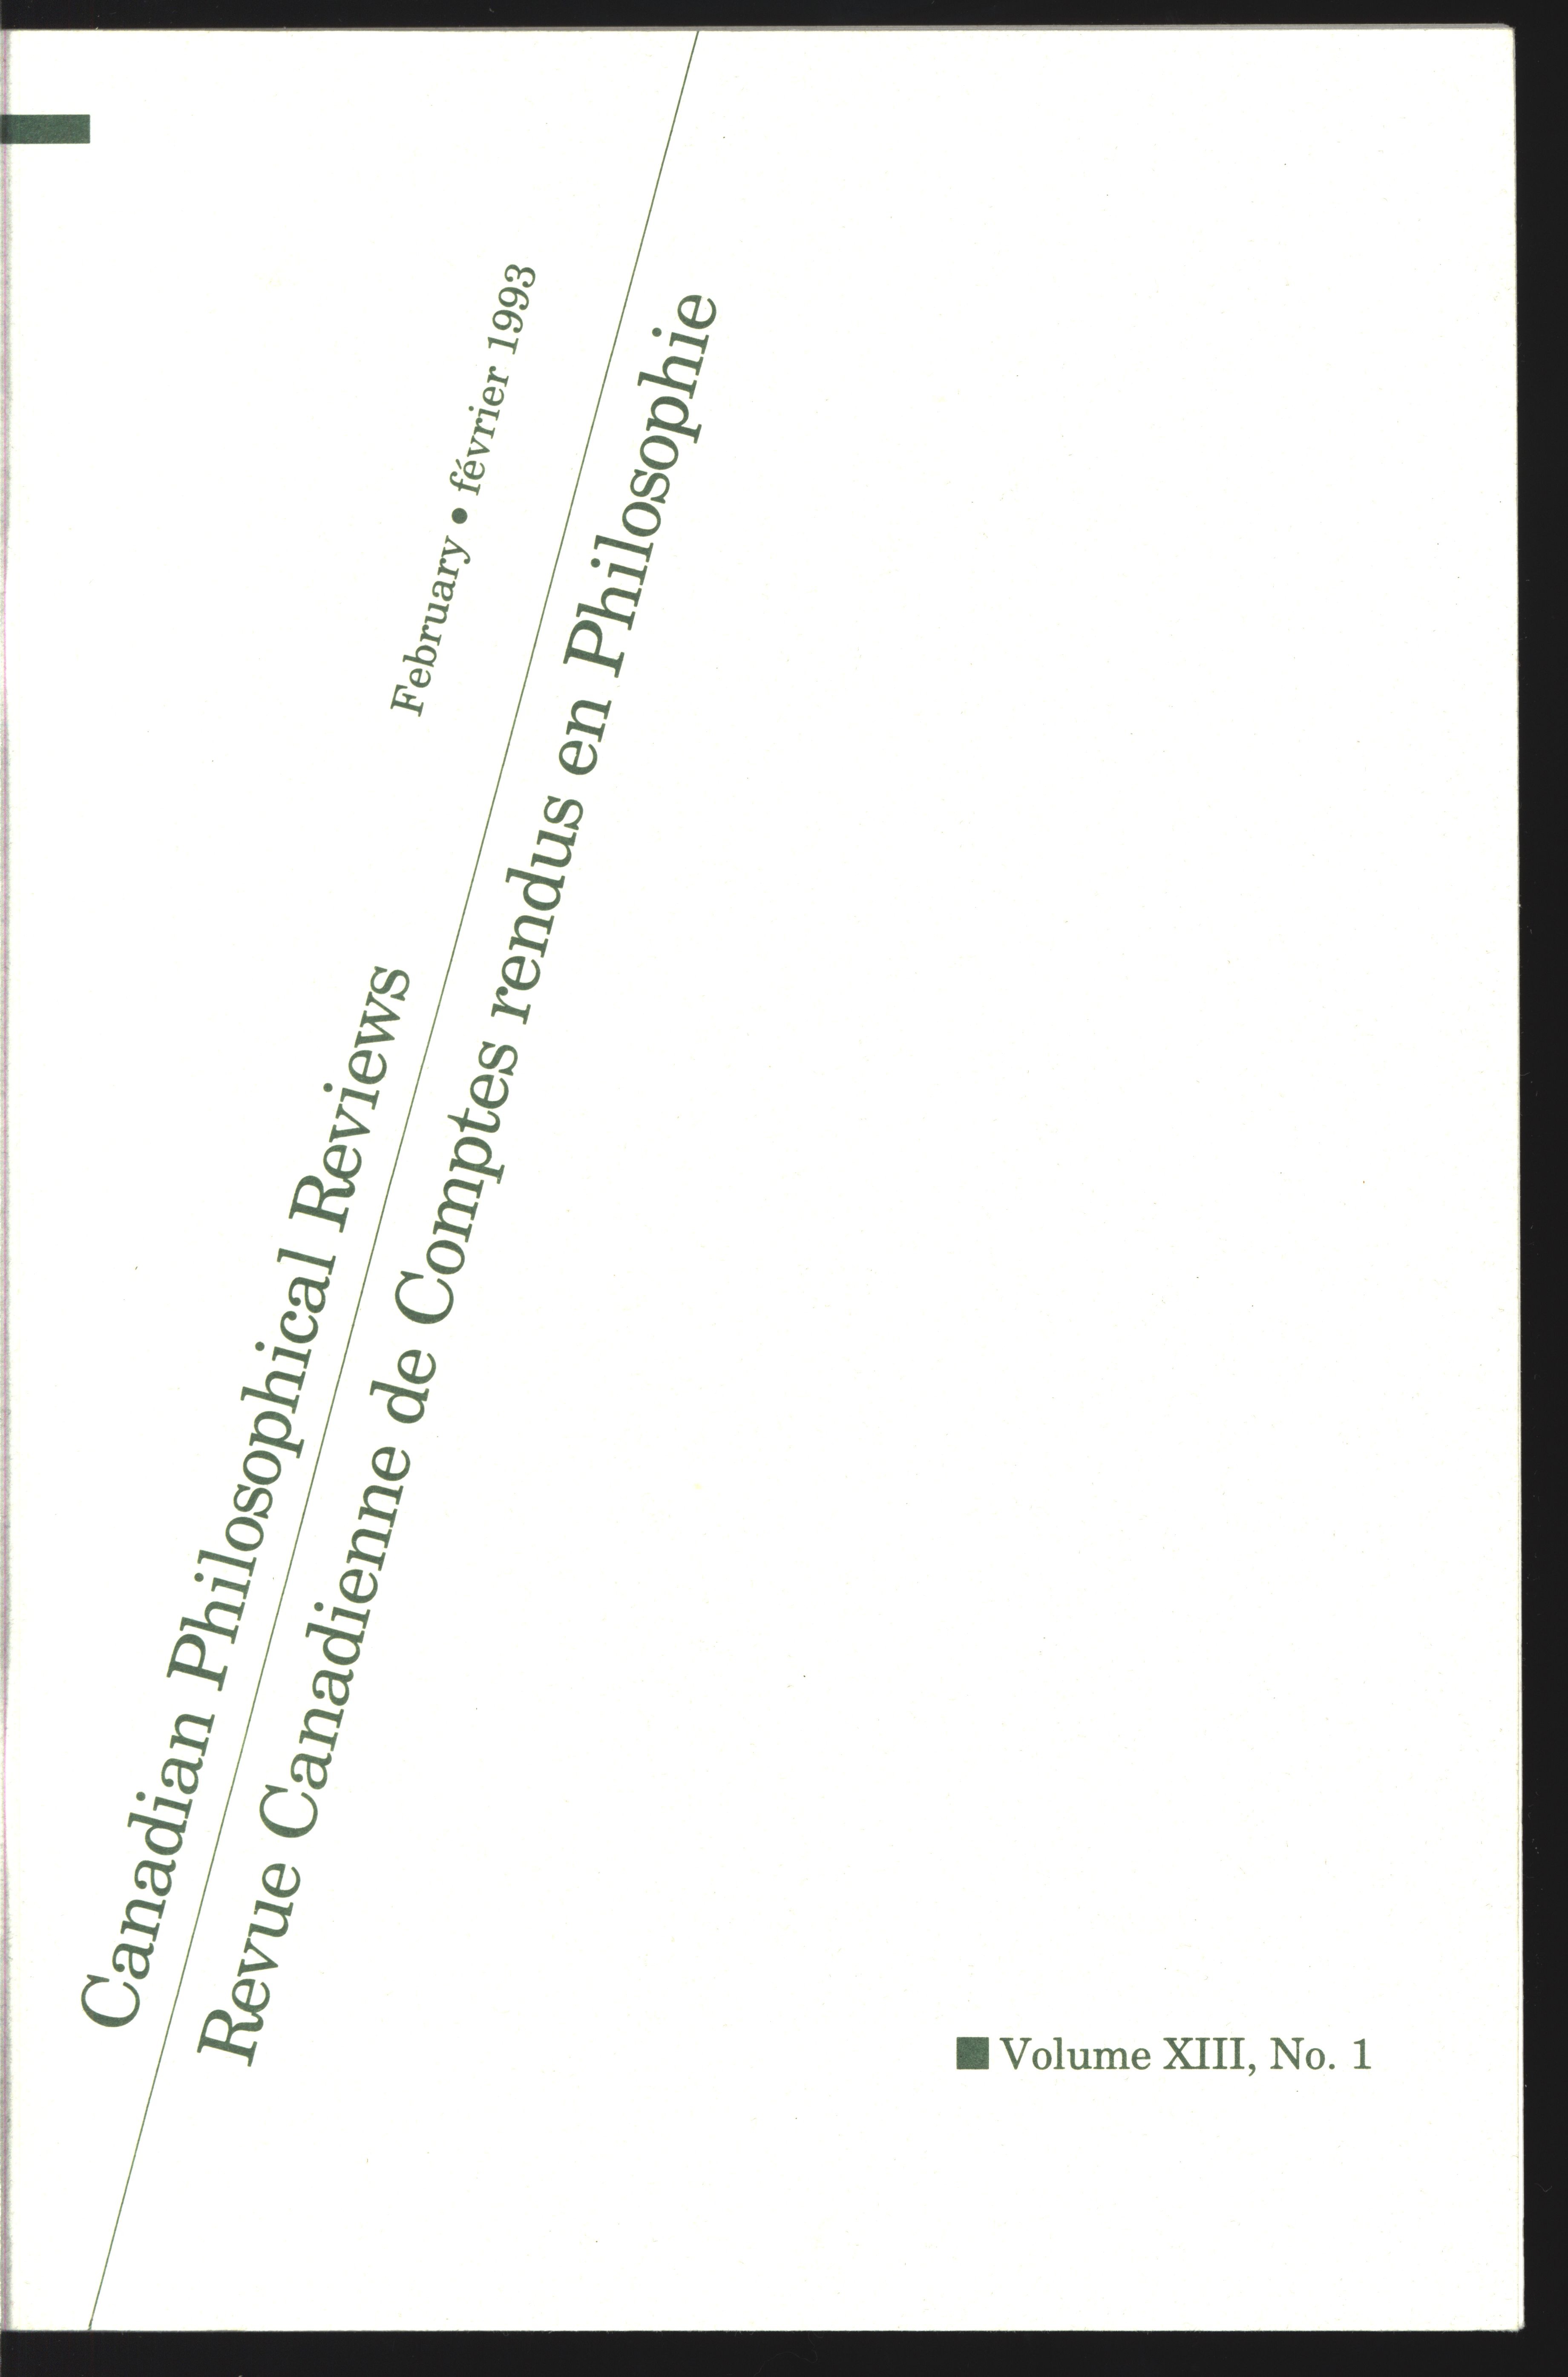 February • février 1993
Canadian Philosophical Reviews
Revue Canadienne de Comptes rendus en Philosophie
Volume XIII, No. 1